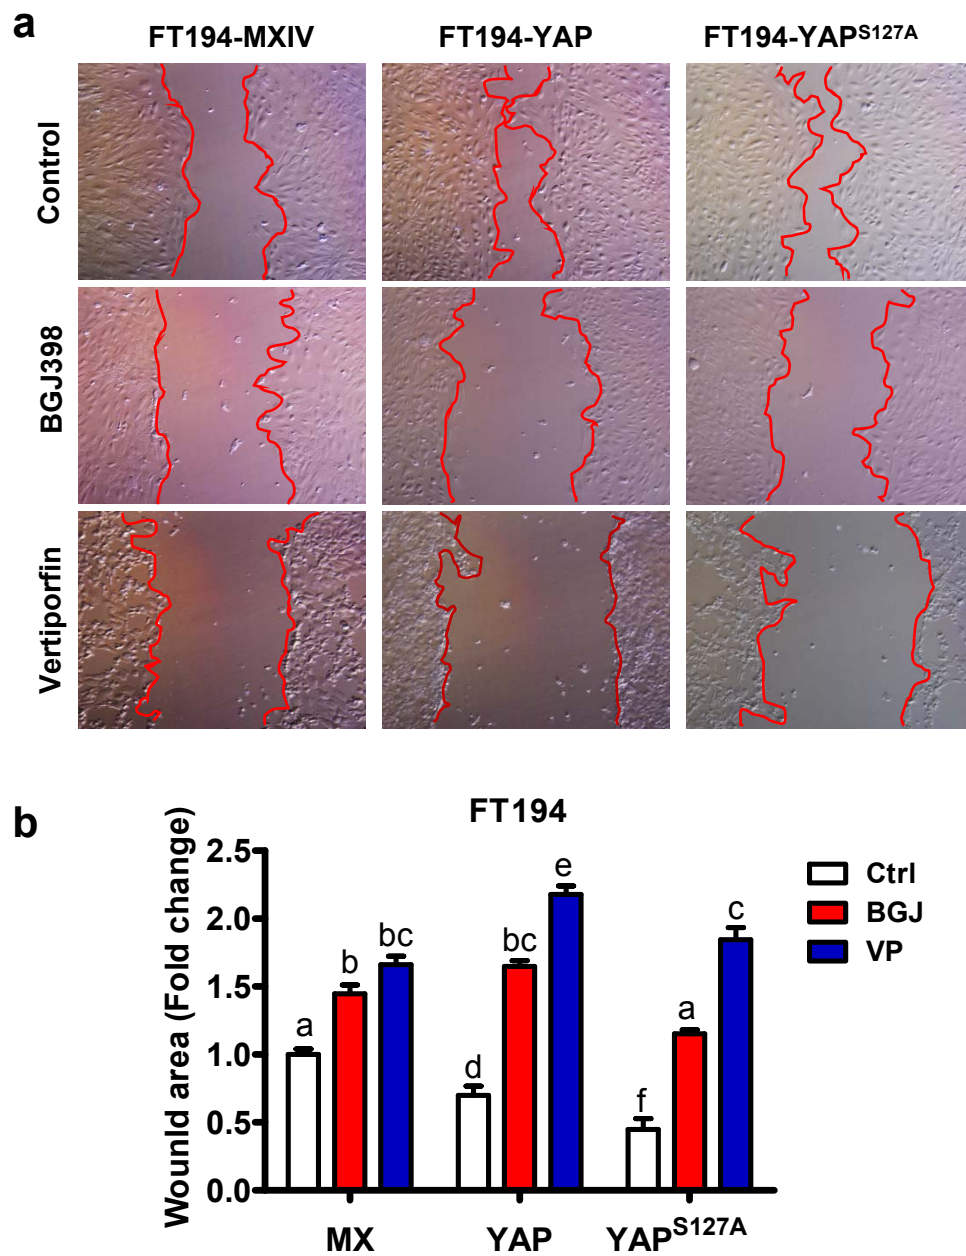 a
FT194-MXIV FT194-YAP FT194-YAPS127A
Control
BGJ398
Vertiporfin
b
FT194
Wounld area (Fold change)
2.5
2.0
1.5
1.0
0.5
0.0
a b bc d bc e f a c
MX YAP YAPS127A
Ctrl
BGJ
VP